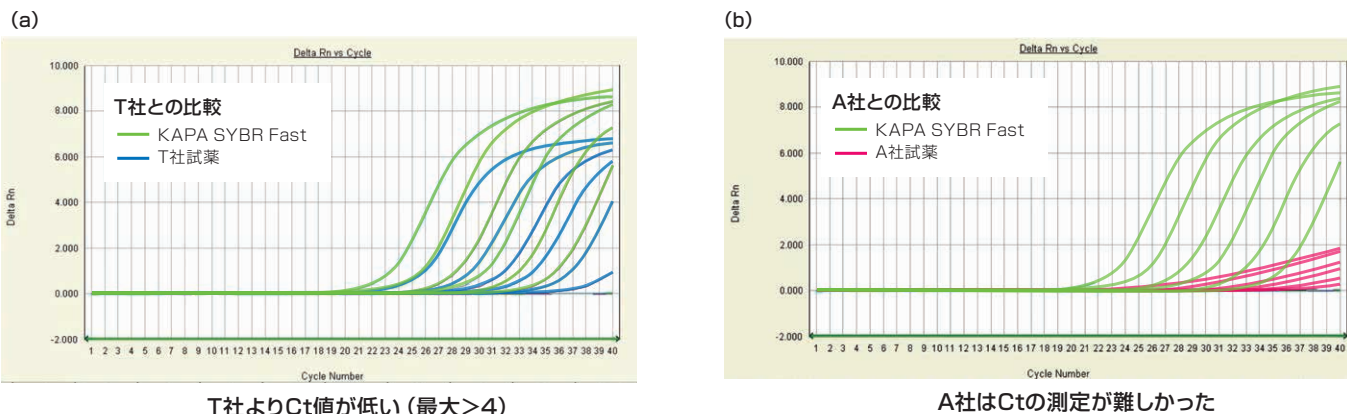 (a)
Delta Rn vs Cycle
10.000
8.000
6.000
4.000
2.000
0.000
-2.000
Delta Rn
T社との比較
KAPA SYBR Fast
T社試薬
1 2 3 4 5 6 7 8 9 10 11 12 13 14 15 16 17 18 19 20 21 22 23 24 25 26 27 28 29 30 31 32 33 34 35 36 37 38 39 40
Cycle Number
T社よりCt値が低い(最大>4)
(b)
Delta Rn vs Cycle
10.000
8.000
6.000
4.000
2.000
0.000
-2.000
Delta Rn
A社との比較
KAPA SYBR Fast
A社試薬
1 2 3 4 5 6 7 8 9 10 11 12 13 14 15 16 17 18 19 20 21 22 23 24 25 26 27 28 29 30 31 32 33 34 35 36 37 38 39 40
Cycle Number
A社はCtの測定が難しかった